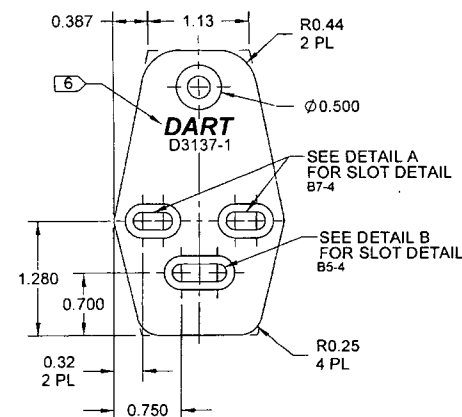 0.387
1.13
R0.44
2 PL
6
Ø0.500
DART
D3137-1
SEE DETAIL A
FOR SLOT DETAIL
B7-4
SEE DETAIL B
FOR SLOT DETAIL
B5-4
1.280
0.700
R0.25
4 PL
0.32
2 PL
0.750